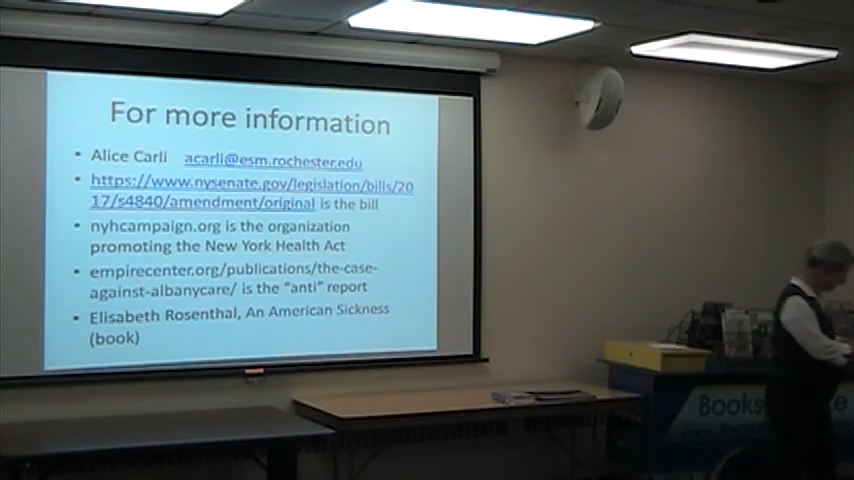 For more information
• Alice Carli acarli@esm.rochester.edu
• https://www.nysenate.gov/legislation/bills/20
17/s4840/amendment/original is the bill
• nyhcampaign.org is the organization
promoting the New York Health Act
• empirecenter.org/publications/the-case-
against-albanycare/ is the "anti" report
• Elisabeth Rosenthal, An American Sickness
(book)
Books